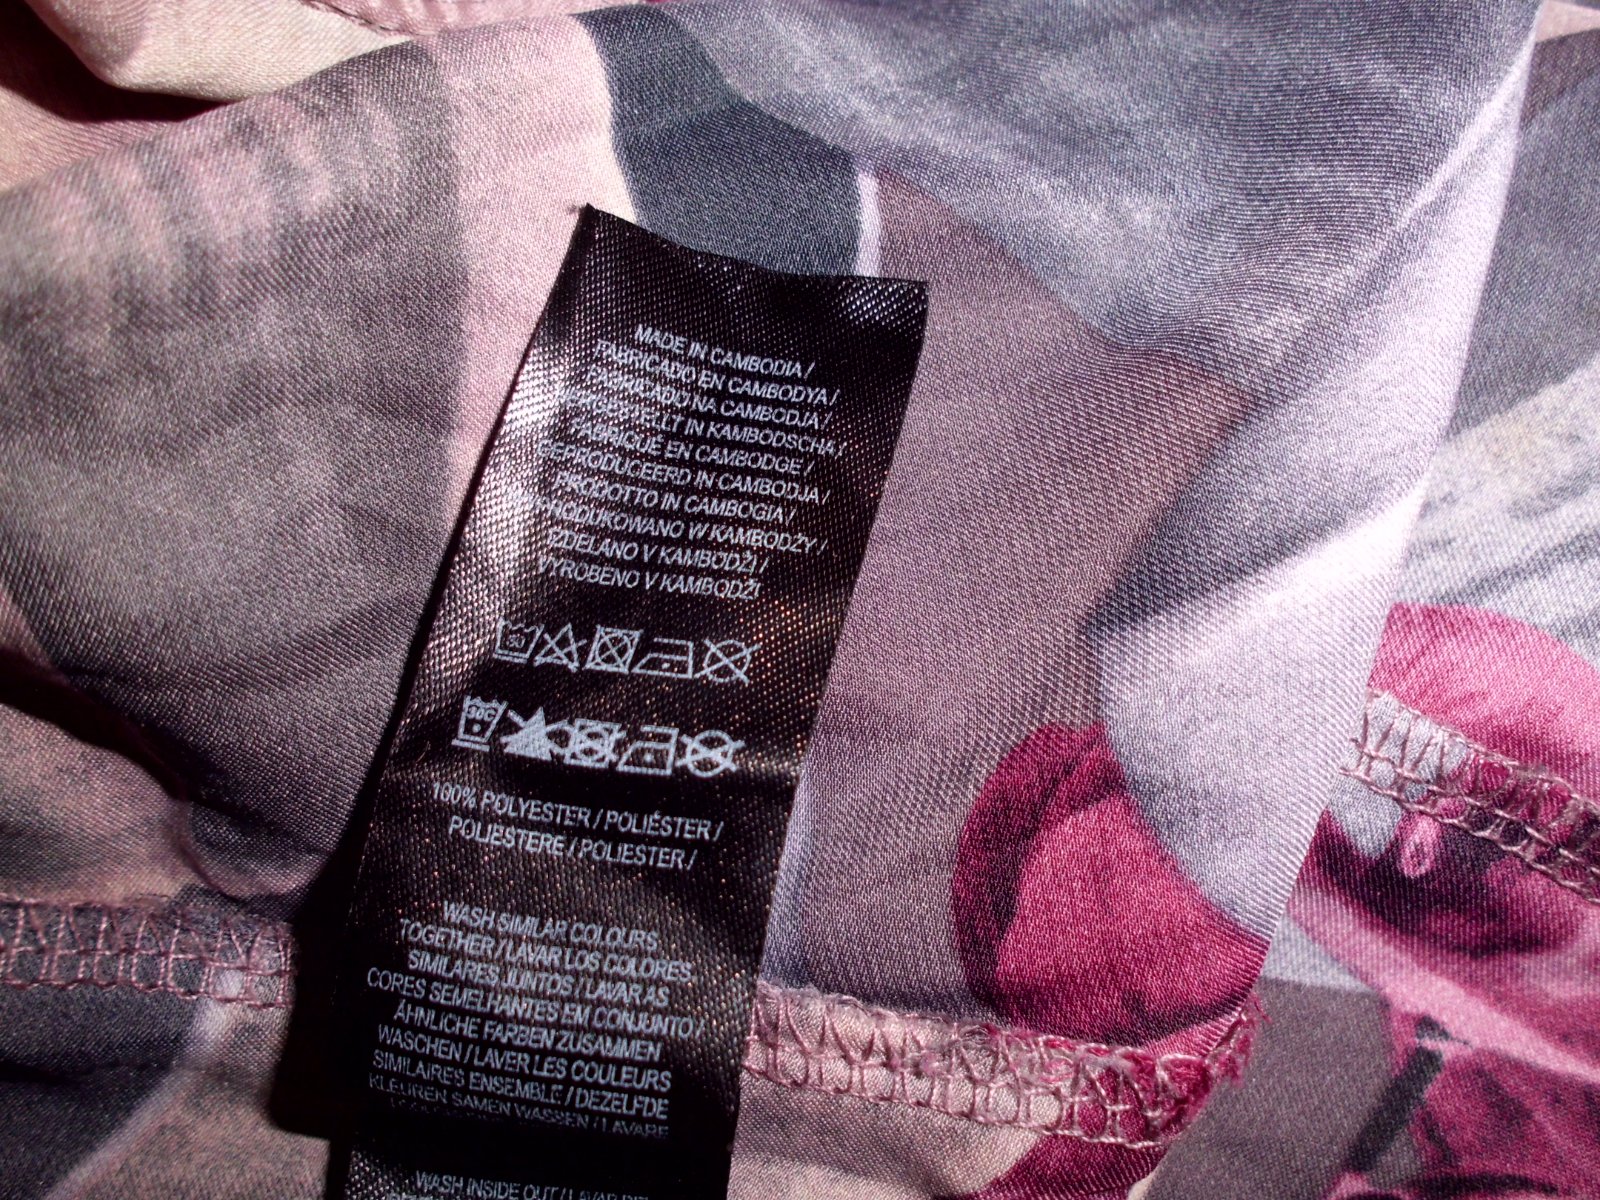 MADE IN CAMBODIA /
FABRICADO EN CAMBODYA /
FABRICADO NA CAMBODJA /
IN KAMBODSCHA /
FABRIQUÉ EN CAMBODGE /
GEPRODUCEERD IN CAMBODJA /
PRODOTTO IN CAMBOGIA /
PRODUKOWANO W KAMBODŻY /
IZDELANO V KAMBODŽI /
VYROBENO V KAMBODŽI
30C
100% POLYESTER / POLIÉSTER /
POLIESTERE / POLIESTER /
WASH SIMILAR COLOURS
TOGETHER / LAVAR LOS COLORES
SIMILARES JUNTOS / LAVAR AS
CORES SEMELHANTES EM CONJUNTO /
ÄHNLICHE FARBEN ZUSAMMEN
WASCHEN / LAVER LES COULEURS
SIMILAIRES ENSEMBLE / DEZELFDE
KLEUREN SAMEN WASSEN / LAVARE
WASH INSIDE OUT /